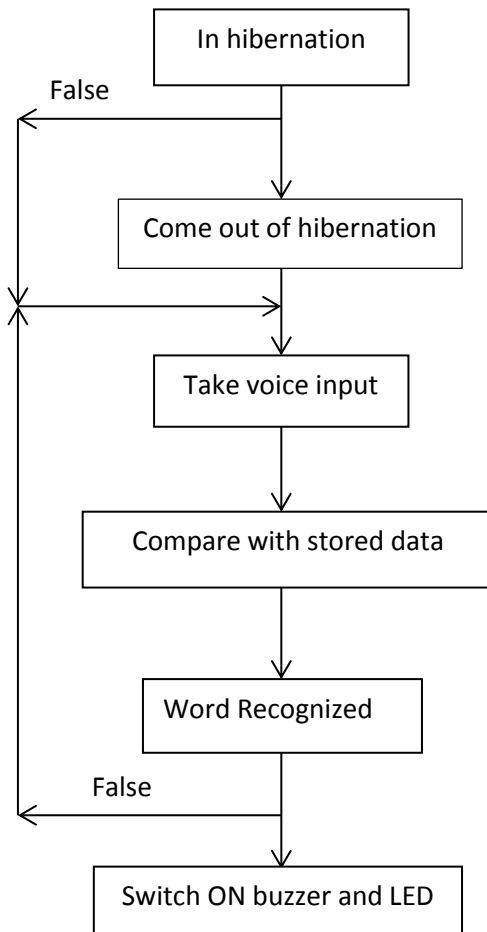 In hibernation
False
Come out of hibernation
Take voice input
Compare with stored data
Word Recognized
False
Switch ON buzzer and LED